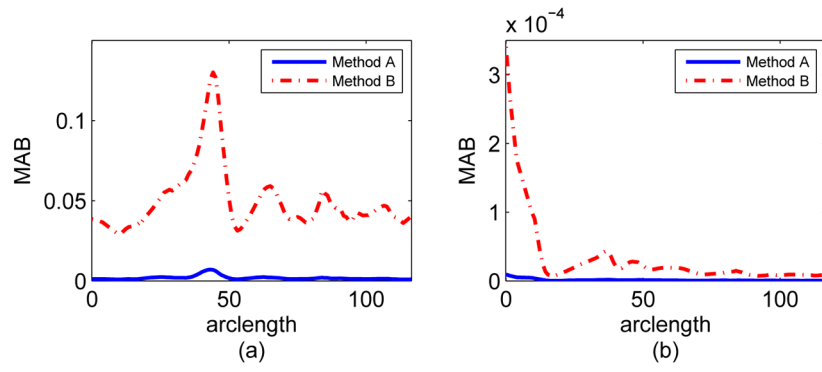 MAB
0.1
0.05
0
0
50
100
arclength
(a)
Method A
Method B
x 10⁻⁴
MAB
3
2
1
0
0
50
100
arclength
(b)
Method A
Method B